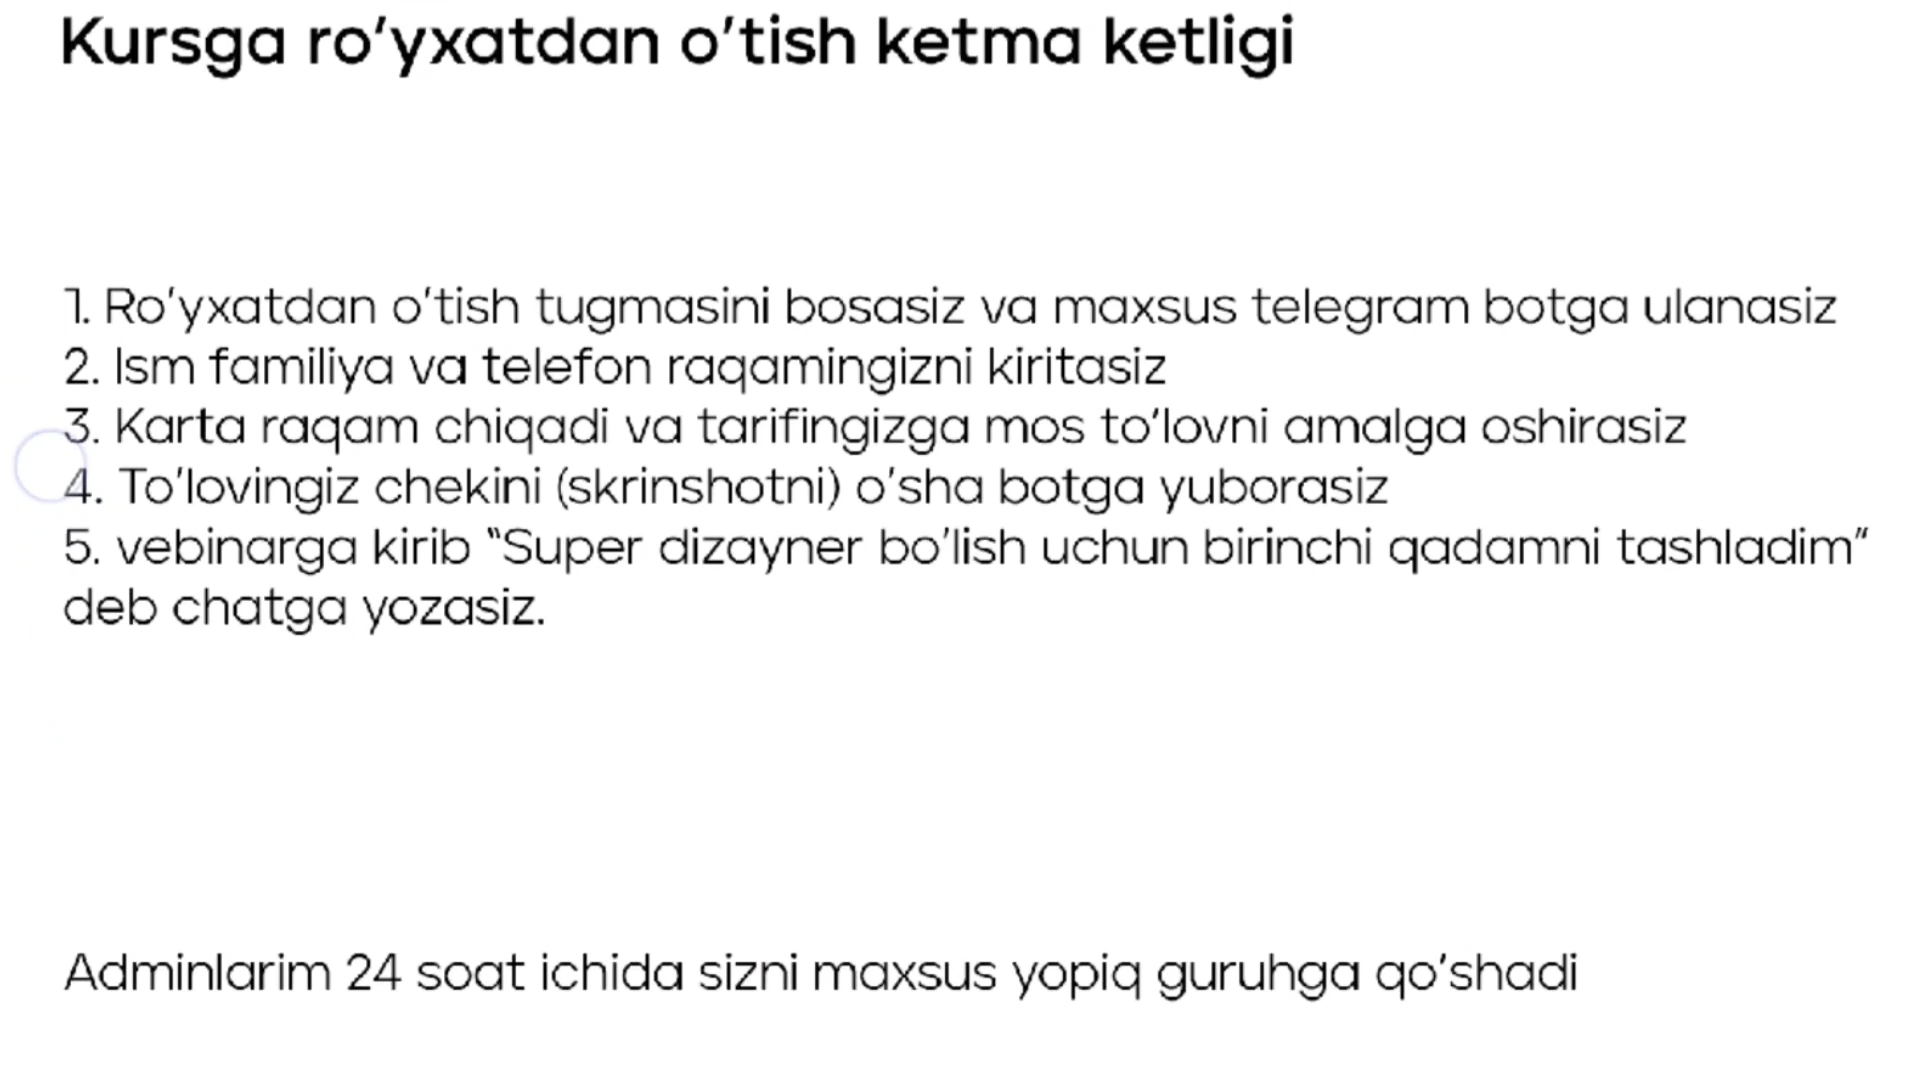 Kursga ro'yxatdan o'tish ketma ketligi
1. Ro'yxatdan o'tish tugmasini bosasiz va maxsus telegram botga ulanasiz
2. Ism familiya va telefon raqamingizni kiritasiz
3. Karta raqam chiqadi va tarifingizga mos to'lovni amalga oshirasiz
4. To'lovingiz chekini (skrinshotni) o'sha botga yuborasiz
5. vebinarga kirib "Super dizayner bo'lish uchun birinchi qadamni tashladim"
deb chatga yozasiz.
Adminlarim 24 soat ichida sizni maxsus yopiq guruhga qo'shadi